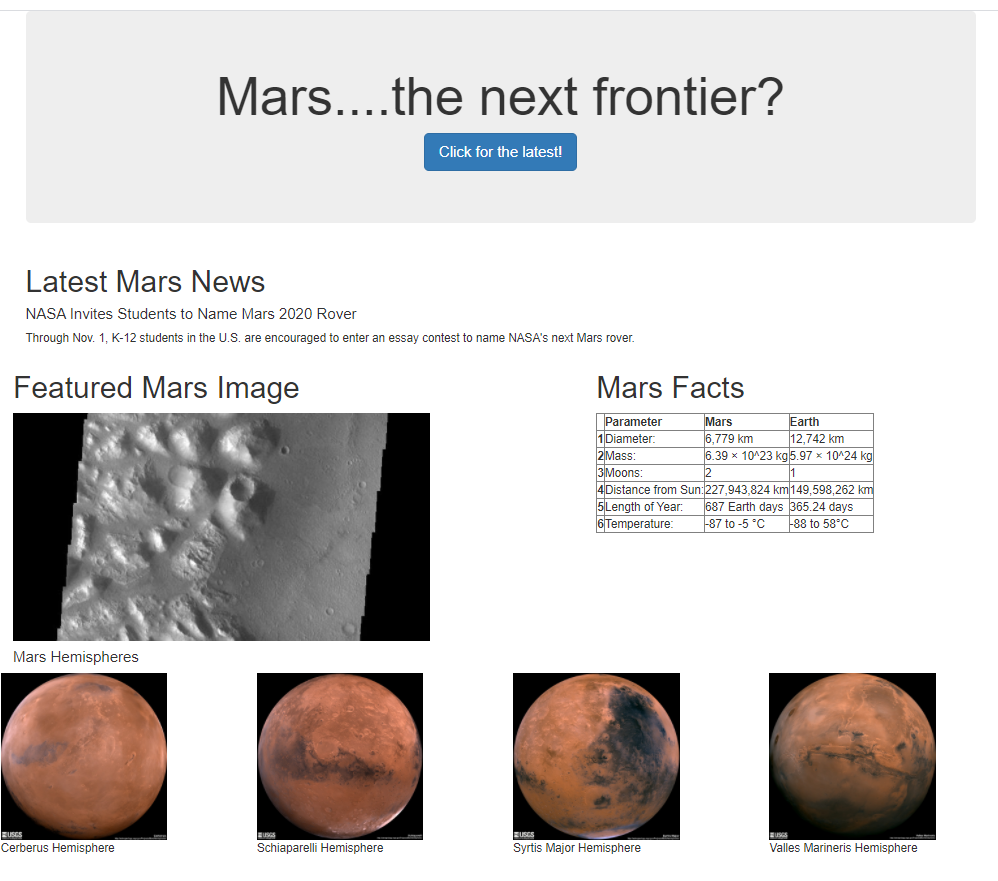 Mars....the next frontier?
Click for the latest!
Latest Mars News
NASA Invites Students to Name Mars 2020 Rover
Through Nov. 1, K-12 students in the U.S. are encouraged to enter an essay contest to name NASA's next Mars rover.
Featured Mars Image
Mars Facts
Parameter Mars Earth
1 Diameter: 6,779 km 12,742 km
2 Mass: 6.39 × 10^23 kg 5.97 × 10^24 kg
3 Moons: 2 1
4 Distance from Sun: 227,943,824 km 149,598,262 km
5 Length of Year: 687 Earth days 365.24 days
6 Temperature: -87 to -5 °C -88 to 58°C
Mars Hemispheres
USGS
USGS
USGS
USGS
Cerberus Hemisphere
Schiaparelli Hemisphere
Syrtis Major Hemisphere
Valles Marineris Hemisphere